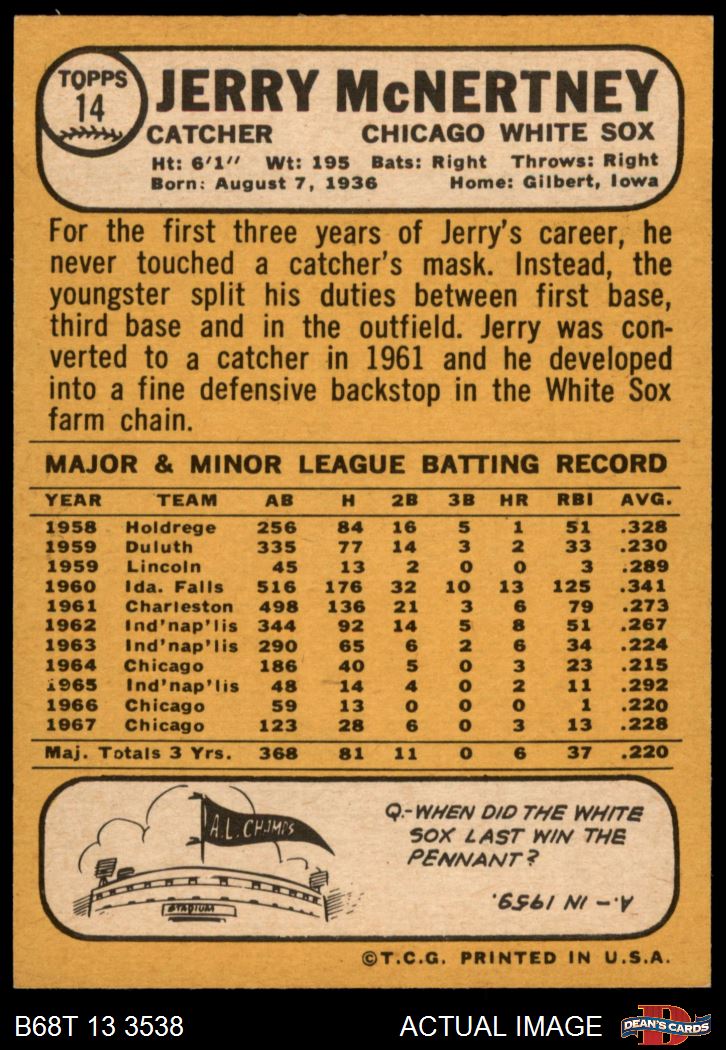 TOPPS
14
JERRY McNERTNEY
CATCHER CHICAGO WHITE SOX
Ht: 6'1" Wt: 195 Bats: Right Throws: Right
Born: August 7, 1936 Home: Gilbert, Iowa
For the first three years of Jerry's career, he
never touched a catcher's mask. Instead, the
youngster split his duties between first base,
third base and in the outfield. Jerry was con-
verted to a catcher in 1961 and he developed
into a fine defensive backstop in the White Sox
farm chain.
MAJOR & MINOR LEAGUE BATTING RECORD
YEAR TEAM AB H 2B 3B HR RBI AVG.
1958 Holdrege 256 84 16 5 1 51 .328
1959 Duluth 335 77 14 3 2 33 .230
1959 Lincoln 45 13 2 0 0 3 .289
1960 Ida. Falls 516 176 32 10 13 125 .341
1961 Charleston 498 136 21 3 6 79 .273
1962 Ind'nap'lis 344 92 14 5 8 51 .267
1963 Ind'nap'lis 290 65 6 2 6 34 .224
1964 Chicago 186 40 5 0 3 23 .215
1965 Ind'nap'lis 48 14 4 0 2 11 .292
1966 Chicago 59 13 0 0 0 1 .220
1967 Chicago 123 28 6 0 3 13 .228
Maj. Totals 3 Yrs. 368 81 11 0 6 37 .220
A.L. CHAMPS
STADIUM
Q.-WHEN DID THE WHITE
SOX LAST WIN THE
PENNANT?
A.- IN 1959.
©T.C.G. PRINTED IN U.S.A.
B68T 13 3538 ACTUAL IMAGE
D
DEAN'S CARDS